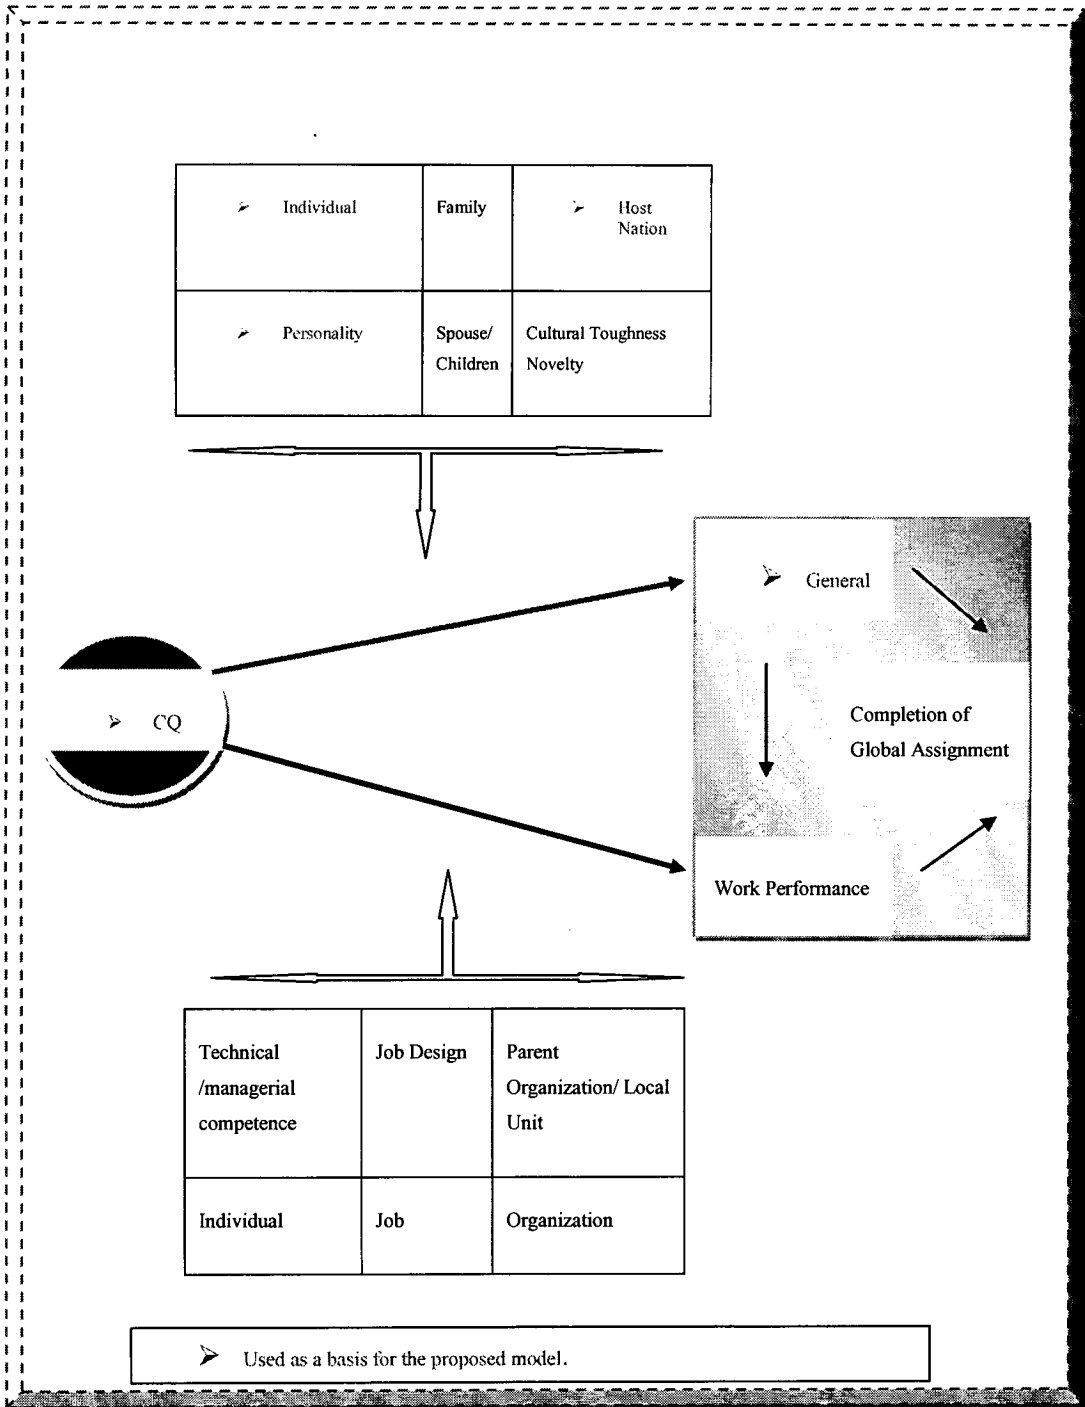 ➢ Individual
Family
➢ Host
Nation
➢ Personality
Spouse/
Children
Cultural Toughness
Novelty
➢ General
➢ CQ
Completion of
Global Assignment
Work Performance
Technical
/managerial
competence
Job Design
Parent
Organization/ Local
Unit
Individual
Job
Organization
➢ Used as a basis for the proposed model.